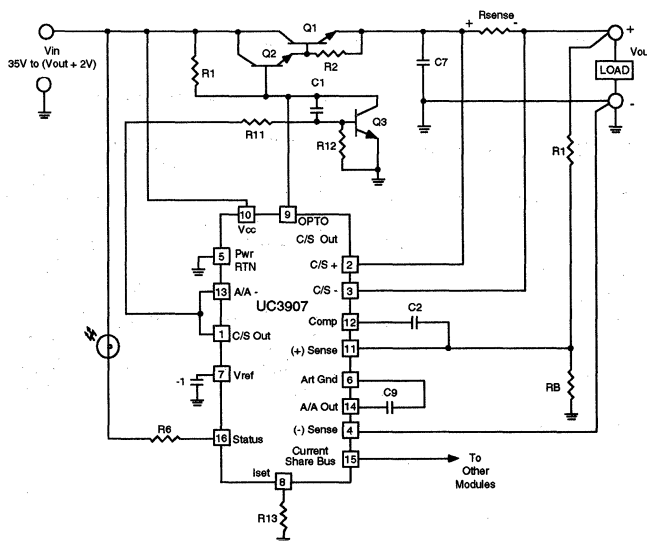 Q1
+ Rsense -
+
Vin
35V to (Vout + 2V)
Q2
R2
C7
Vou
LOAD
-
R1
C1
Q3
R11
R12
R1
10
Vcc
9
OPTO
C/S Out
5
Pwr
RTN
C/S +
2
13
A/A -
C/S -
3
UC3907
C2
1
C/S Out
Comp
12
(+) Sense
11
7
Vref
-1
Art Gnd
6
C9
RB
A/A Out
14
R6
16
Status
(-) Sense
4
Current
Share Bus
15
To
Other
Modules
Iset
8
R13